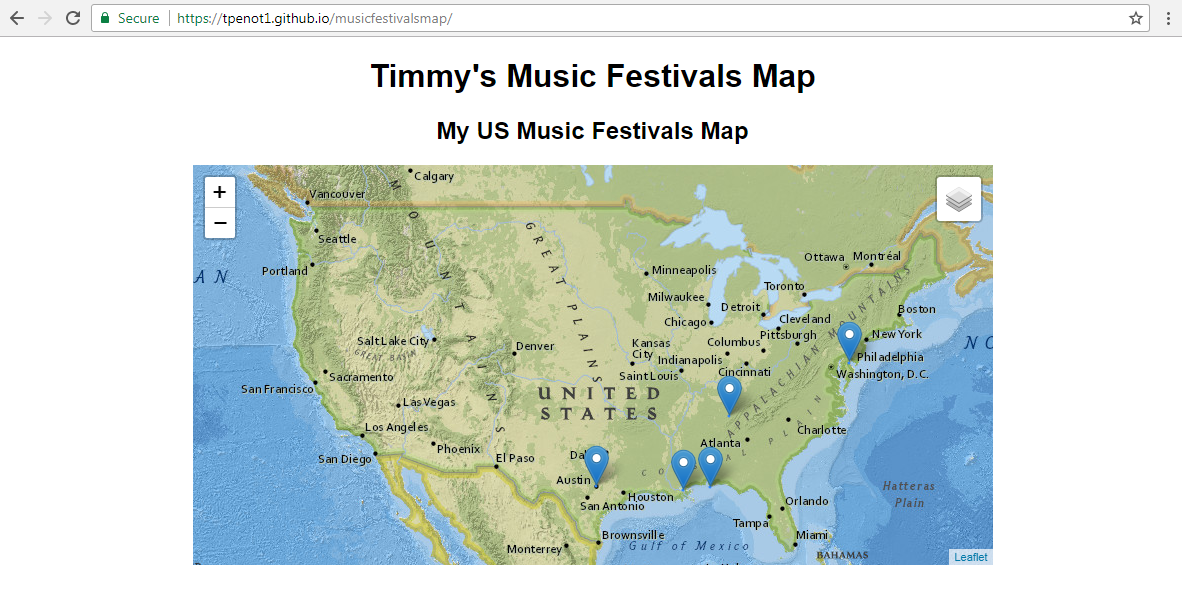 Secure
https://tpenot1.github.io/musicfestivalsmap/
Timmy's Music Festivals Map
My US Music Festivals Map
+
−
Calgary
Vancouver
Seattle
Portland
MOUNTAINS
GREAT PLAINS
Minneapolis
Ottawa
Montréal
Toronto
Milwaukee
Detroit
Boston
Chicago
Cleveland
Salt Lake City
GREAT BASIN
Denver
Kansas City
Columbus
Pittsburgh
New York
Indianapolis
Philadelphia
Saint Louis
Cincinnati
Washington, D.C.
San Francisco
Sacramento
UNITED STATES
APPALACHIAN MOUNTAINS
Las Vegas
Los Angeles
Charlotte
San Diego
Phoenix
El Paso
Atlanta
COASTAL PLAIN
Austin
Houston
San Antonio
Hatteras Plain
Orlando
Tampa
Miami
Brownsville
Monterrey
Gulf of Mexico
BAHAMAS
Leaflet